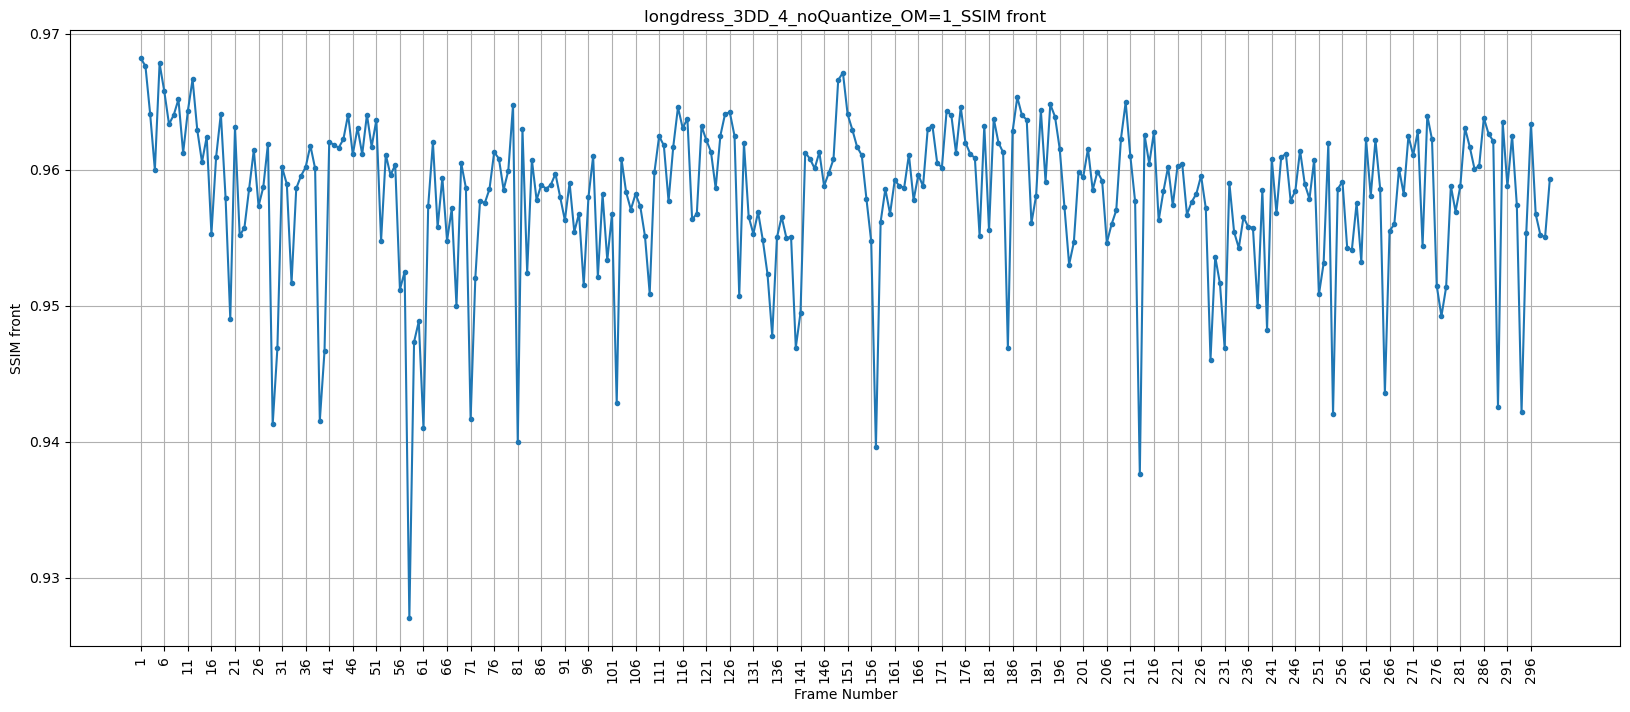 longdress_3DD_4_noQuantize_OM=1_SSIM front
0.97
0.96
0.95
0.94
0.93
SSIM front
1 6 11 16 21 26 31 36 41 46 51 56 61 66 71 76 81 86 91 96 101 106 111 116 121 126 131 136 141 146 151 156 161 166 171 176 181 186 191 196 201 206 211 216 221 226 231 236 241 246 251 256 261 266 271 276 281 286 291 296
Frame Number